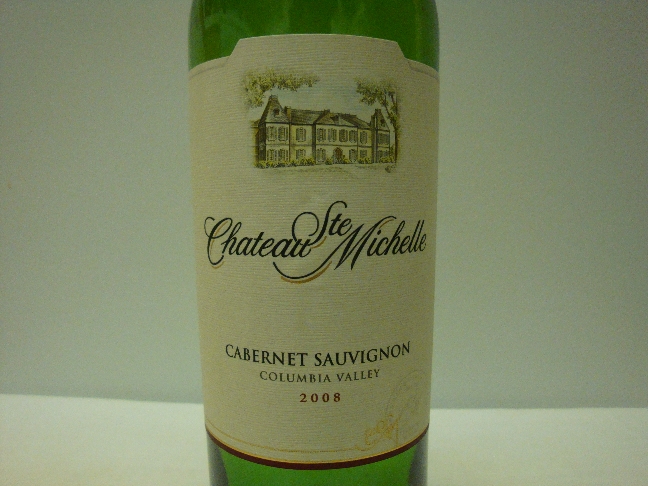 Chateau Ste Michelle
CABERNET SAUVIGNON
COLUMBIA VALLEY
2008